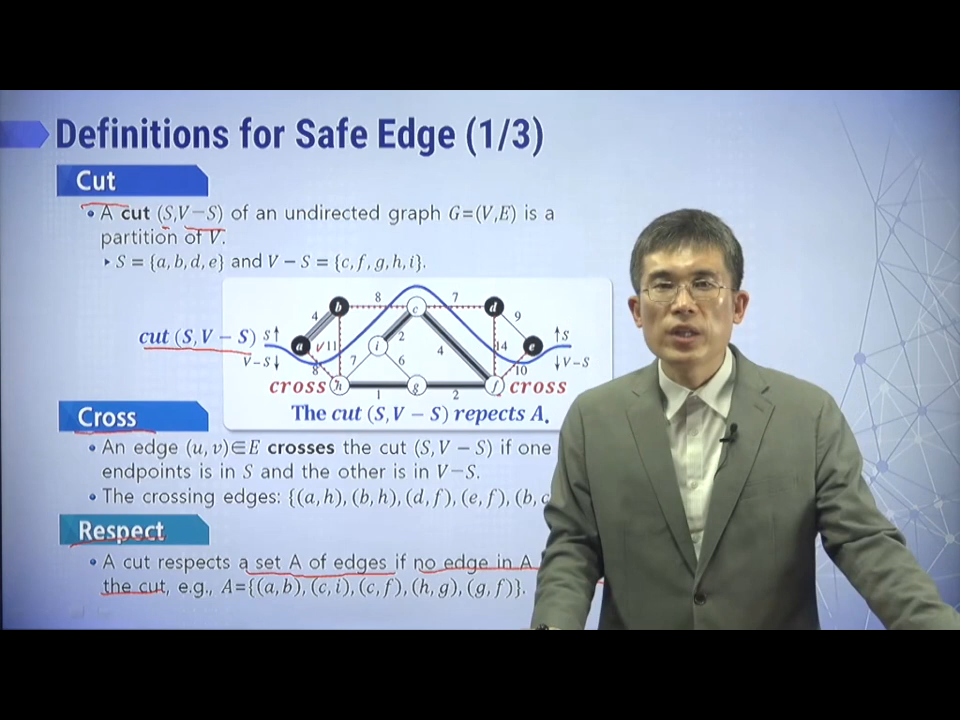 Definitions for Safe Edge (1/3)
Cut
• A cut (S,V−S) of an undirected graph G=(V,E) is a
partition of V.
▸ S = {a,b,d,e} and V − S = {c,f,g,h,i}.
b 8 c 7 d
4 9
cut (S,V − S) S↑ a 11 i 2 4 14 e ↑S
V−S↓ 8 7 6 10 ↓V−S
cross h 1 g 2 f cross
The cut (S,V − S) repects A.
Cross
• An edge (u,v)∈E crosses the cut (S,V − S) if one
endpoints is in S and the other is in V−S.
• The crossing edges: {(a,h),(b,h),(d,f),(e,f),(b,c
Respect
• A cut respects a set A of edges if no edge in A
the cut, e.g., A={(a,b),(c,i),(c,f),(h,g),(g,f)}.